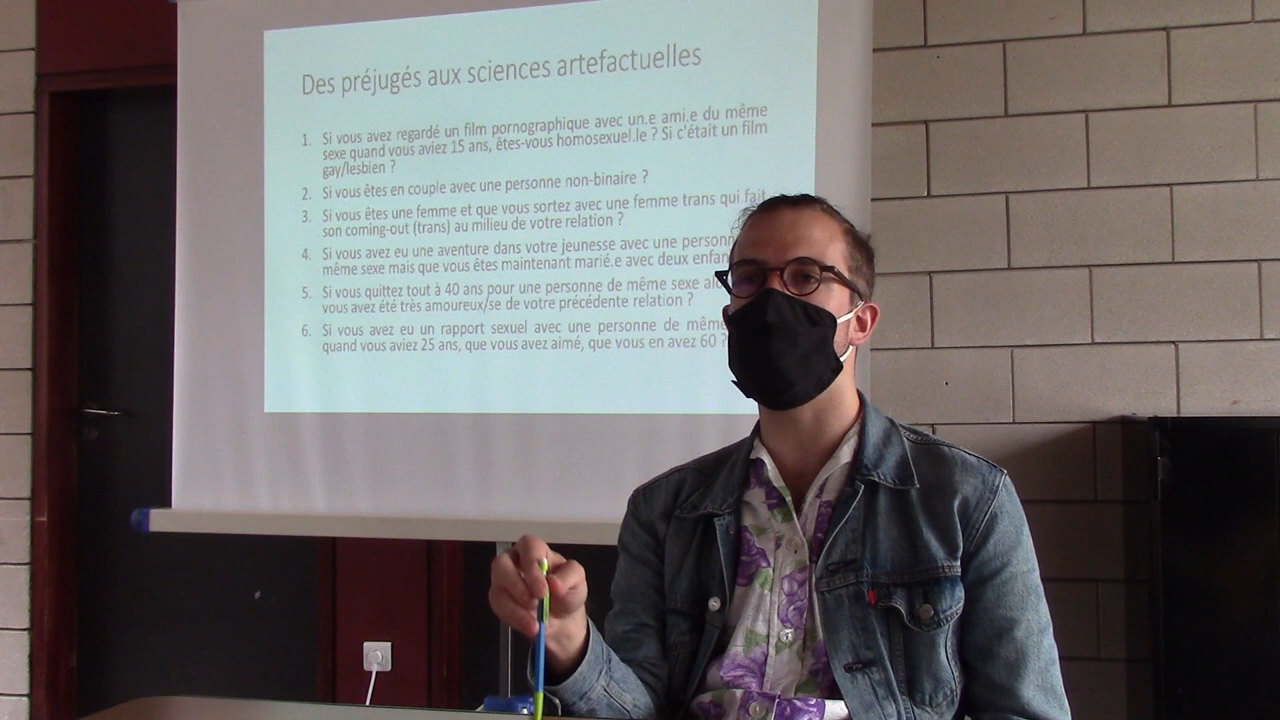 Des préjugés aux sciences artefactuelles
1. Si vous avez regardé un film pornographique avec un.e ami.e du même
sexe quand vous aviez 15 ans, êtes-vous homosexuel.le ? Si c'était un film
gay/lesbien ?
2. Si vous êtes en couple avec une personne non-binaire ?
3. Si vous êtes une femme et que vous sortez avec une femme trans qui fait
son coming-out (trans) au milieu de votre relation ?
4. Si vous avez eu une aventure dans votre jeunesse avec une personn
même sexe mais que vous êtes maintenant marié.e avec deux enfan
5. Si vous quittez tout à 40 ans pour une personne de même sexe alo
vous avez été très amoureux/se de votre précédente relation ?
6. Si vous avez eu un rapport sexuel avec une personne de même
quand vous aviez 25 ans, que vous avez aimé, que vous en avez 60 ?